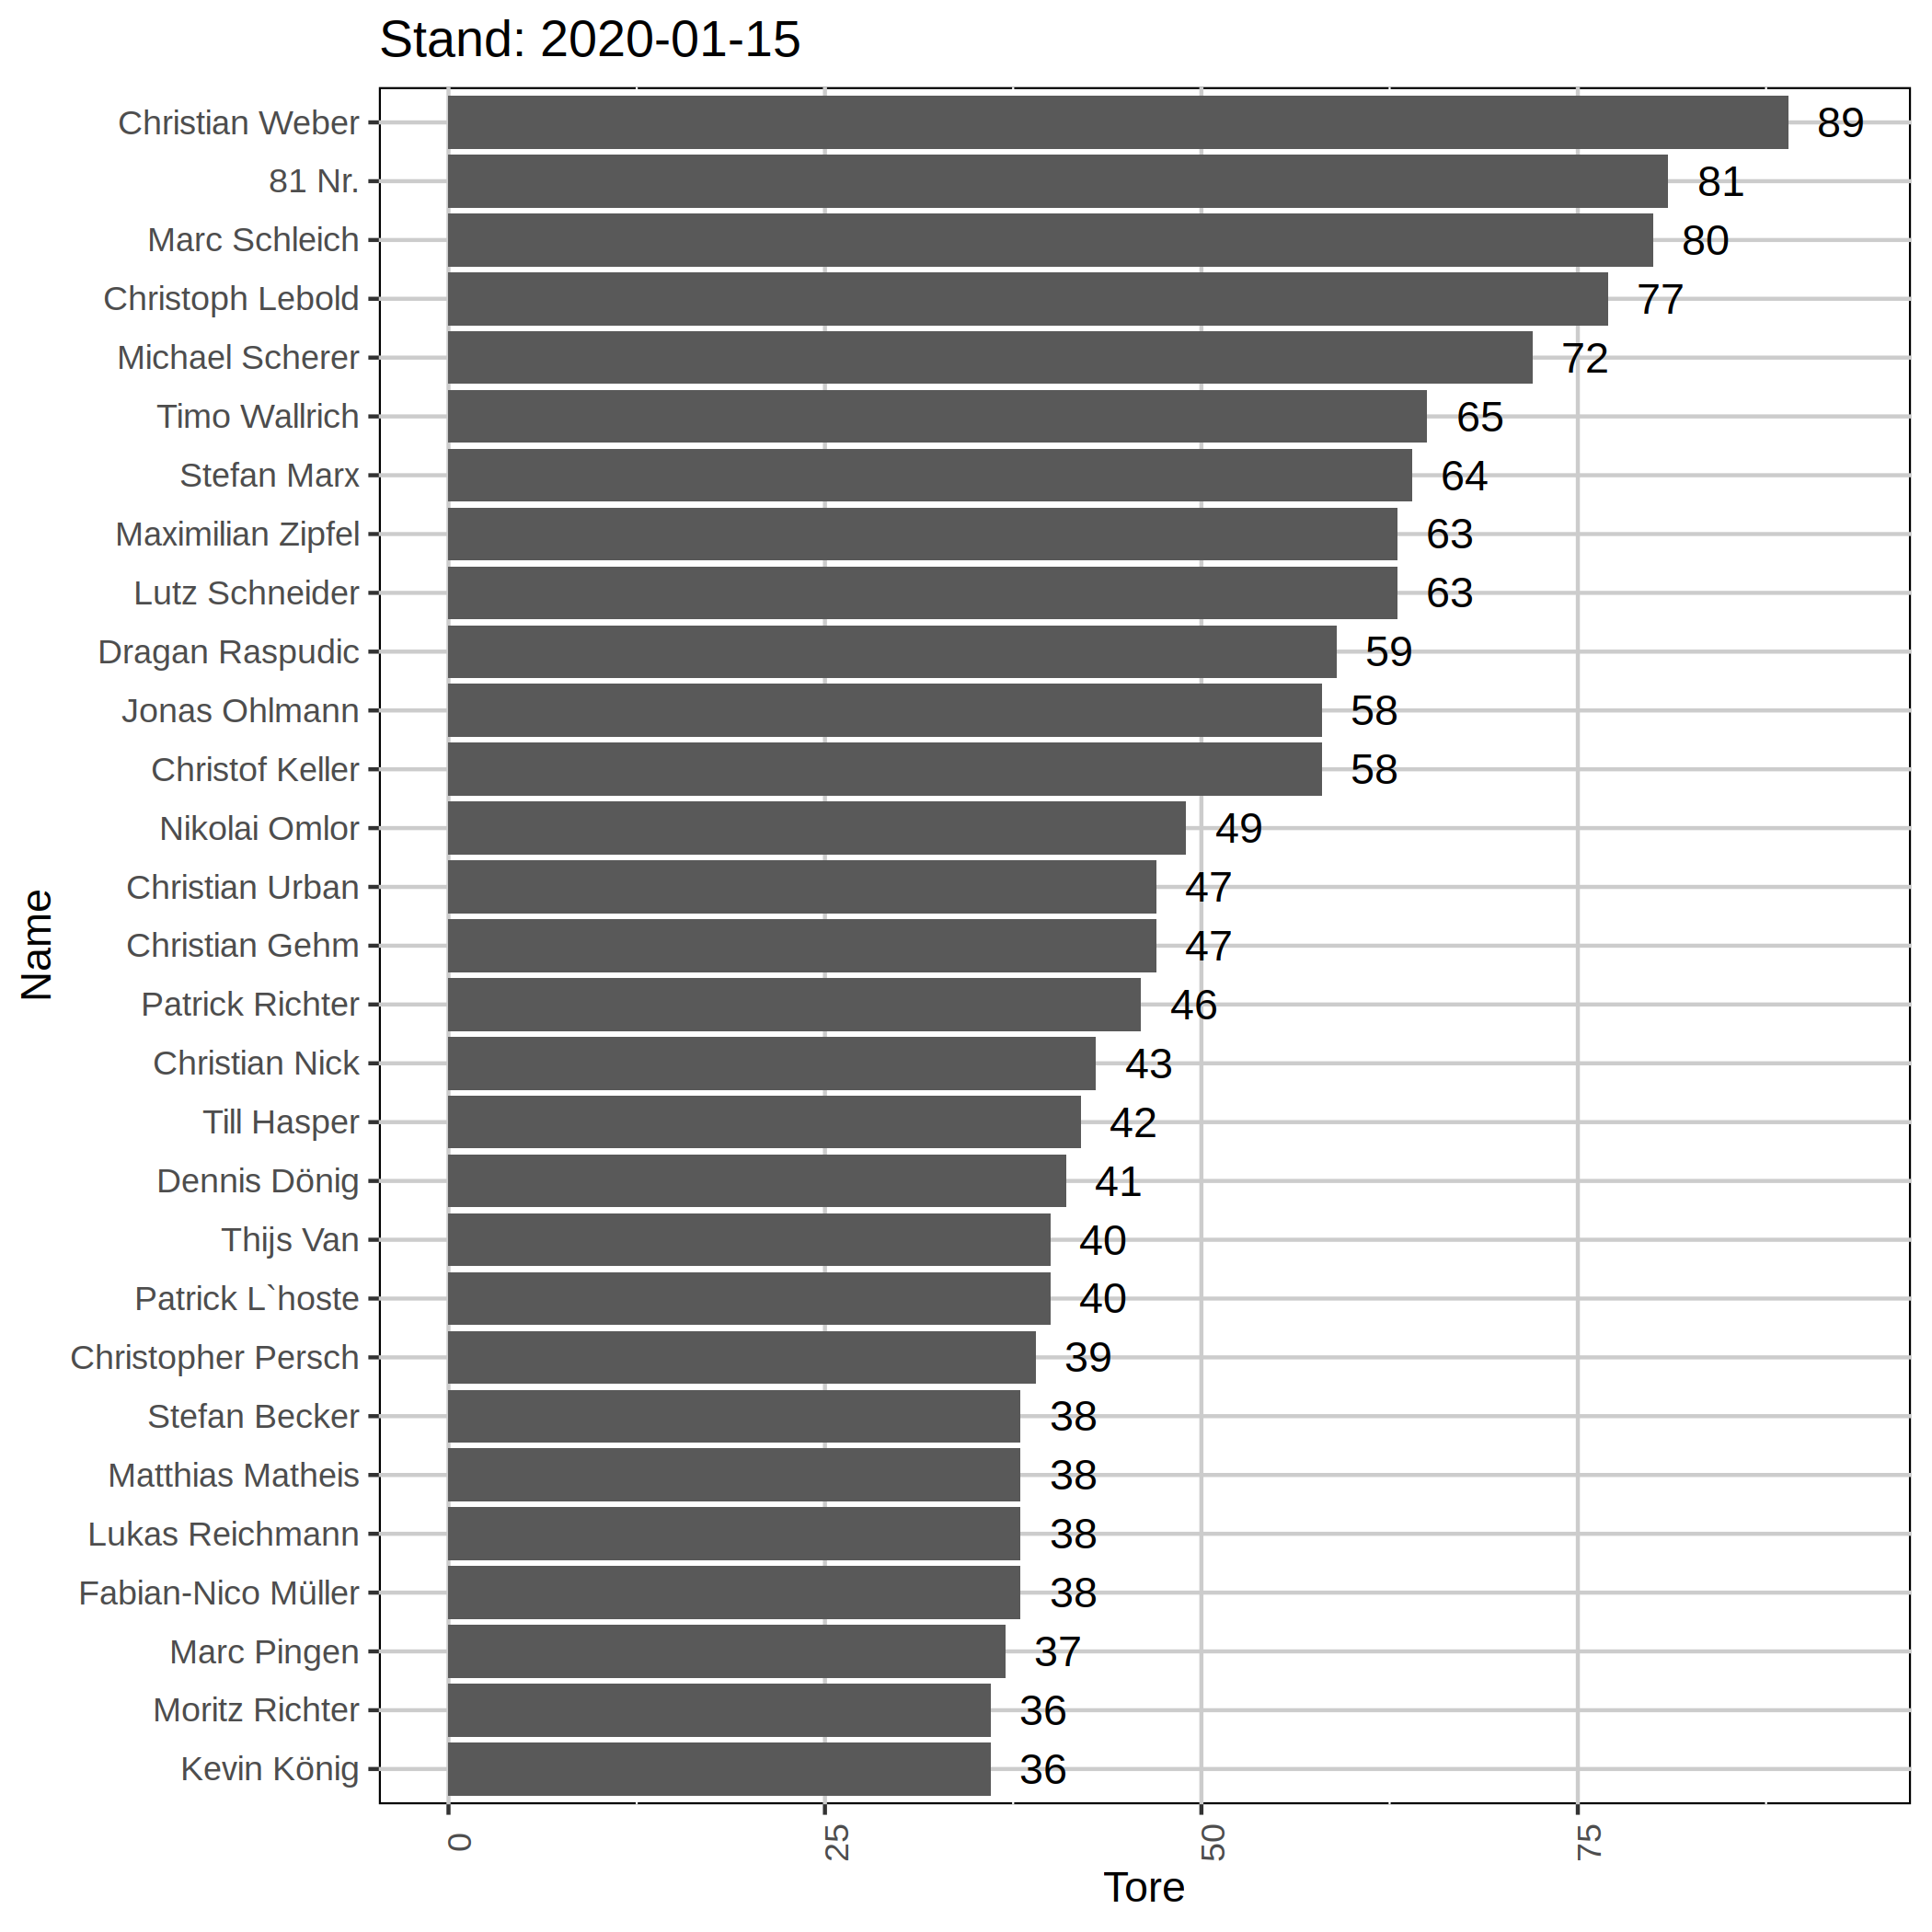 Stand: 2020-01-15
Christian Weber 89
81 Nr. 81
Marc Schleich 80
Christoph Lebold 77
Michael Scherer 72
Timo Wallrich 65
Stefan Marx 64
Maximilian Zipfel 63
Lutz Schneider 63
Dragan Raspudic 59
Jonas Ohlmann 58
Christof Keller 58
Nikolai Omlor 49
Christian Urban 47
Christian Gehm 47
Patrick Richter 46
Christian Nick 43
Till Hasper 42
Dennis Dönig 41
Thijs Van 40
Patrick L`hoste 40
Christopher Persch 39
Stefan Becker 38
Matthias Matheis 38
Lukas Reichmann 38
Fabian-Nico Müller 38
Marc Pingen 37
Moritz Richter 36
Kevin König 36
Name
0 25 50 75
Tore